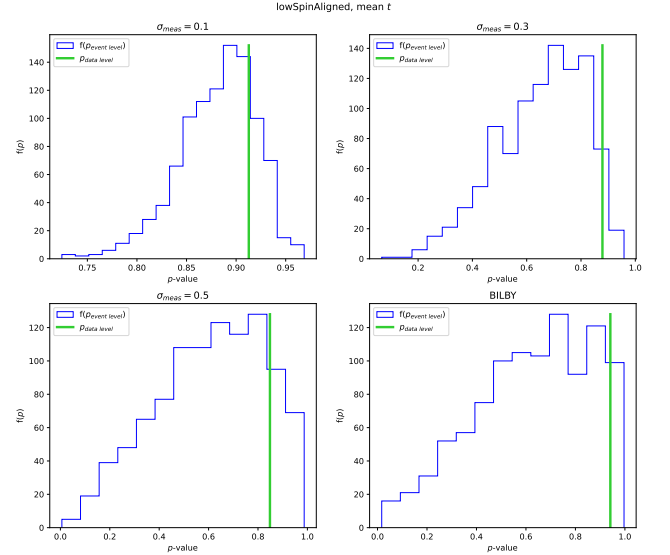 lowSpinAligned, mean t
σmeas = 0.1
f(pevent level)
pdata level
f(p)
140
120
100
80
60
40
20
0
0.75 0.80 0.85 0.90 0.95
p-value
σmeas = 0.3
f(pevent level)
pdata level
f(p)
140
120
100
80
60
40
20
0
0.2 0.4 0.6 0.8 1.0
p-value
σmeas = 0.5
f(pevent level)
pdata level
f(p)
120
100
80
60
40
20
0
0.0 0.2 0.4 0.6 0.8 1.0
p-value
BILBY
f(pevent level)
pdata level
f(p)
120
100
80
60
40
20
0
0.0 0.2 0.4 0.6 0.8 1.0
p-value